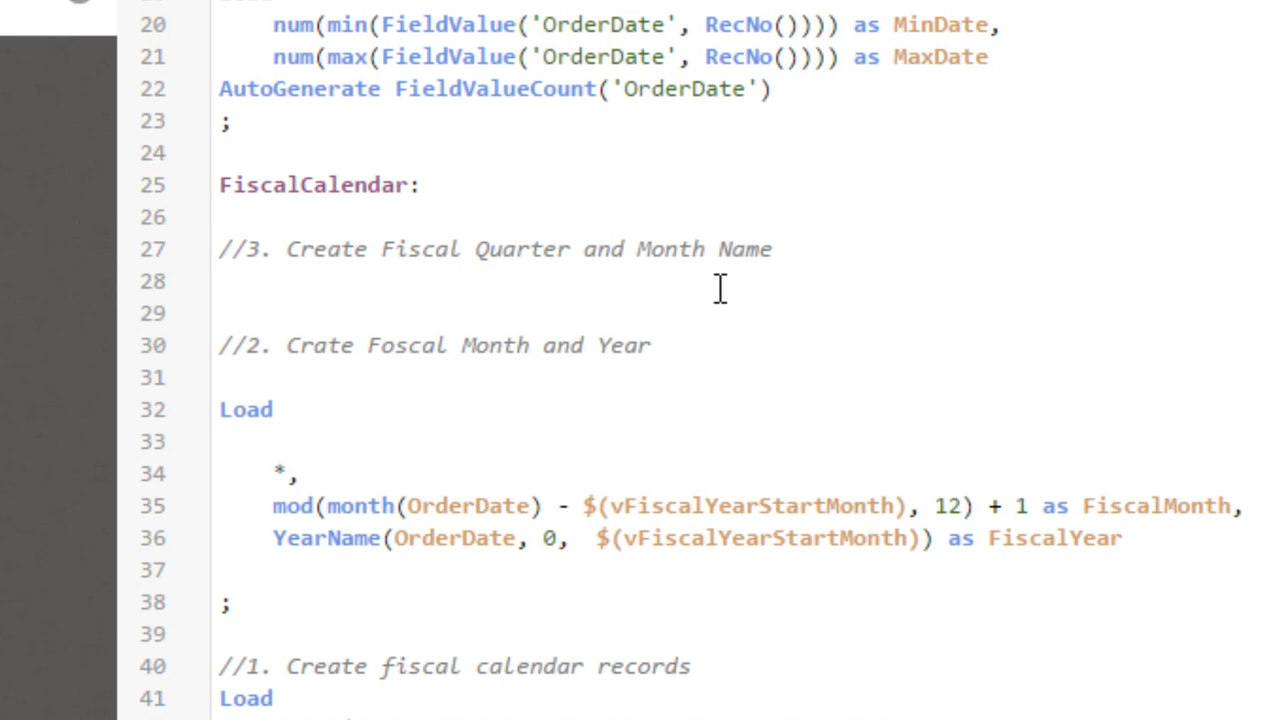 20 num(min(FieldValue('OrderDate', RecNo()))) as MinDate,
21 num(max(FieldValue('OrderDate', RecNo()))) as MaxDate
22 AutoGenerate FieldValueCount('OrderDate')
23 ;
24
25 FiscalCalendar:
26
27 //3. Create Fiscal Quarter and Month Name
28
29
30 //2. Crate Foscal Month and Year
31
32 Load
33
34 *,
35 mod(month(OrderDate) - $(vFiscalYearStartMonth), 12) + 1 as FiscalMonth,
36 YearName(OrderDate, 0,  $(vFiscalYearStartMonth)) as FiscalYear
37
38 ;
39
40 //1. Create fiscal calendar records
41 Load